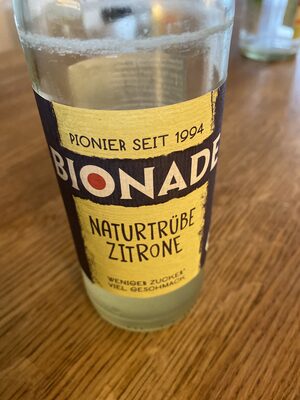 PIONIER SEIT 1994
BIONADE
NATURTRÜBE
ZITRONE
WENIGER ZUCKER*
VIEL GESCHMACK